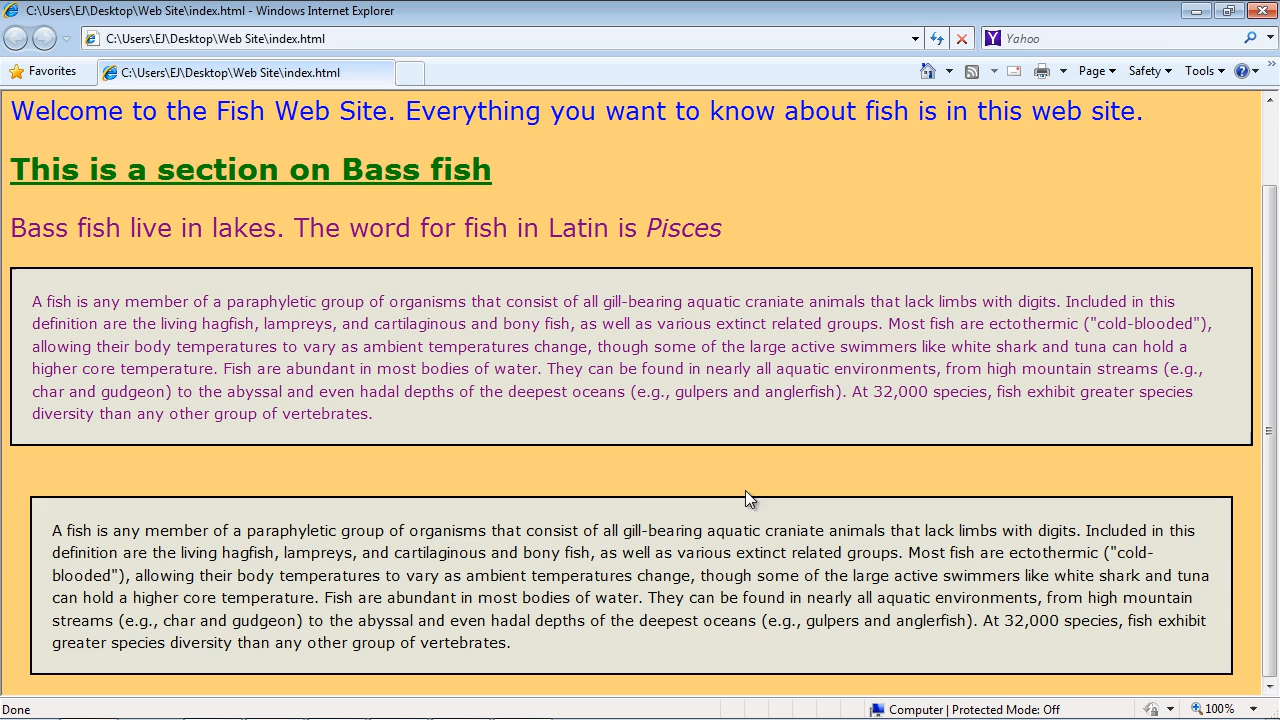 C:\Users\EJ\Desktop\Web Site\index.html - Windows Internet Explorer
C:\Users\EJ\Desktop\Web Site\index.html
Yahoo
Favorites
C:\Users\EJ\Desktop\Web Site\index.html
Page
Safety
Tools
Welcome to the Fish Web Site. Everything you want to know about fish is in this web site.
This is a section on Bass fish
Bass fish live in lakes. The word for fish in Latin is Pisces
A fish is any member of a paraphyletic group of organisms that consist of all gill-bearing aquatic craniate animals that lack limbs with digits. Included in this
definition are the living hagfish, lampreys, and cartilaginous and bony fish, as well as various extinct related groups. Most fish are ectothermic ("cold-blooded"),
allowing their body temperatures to vary as ambient temperatures change, though some of the large active swimmers like white shark and tuna can hold a
higher core temperature. Fish are abundant in most bodies of water. They can be found in nearly all aquatic environments, from high mountain streams (e.g.,
char and gudgeon) to the abyssal and even hadal depths of the deepest oceans (e.g., gulpers and anglerfish). At 32,000 species, fish exhibit greater species
diversity than any other group of vertebrates.
A fish is any member of a paraphyletic group of organisms that consist of all gill-bearing aquatic craniate animals that lack limbs with digits. Included in this
definition are the living hagfish, lampreys, and cartilaginous and bony fish, as well as various extinct related groups. Most fish are ectothermic ("cold-
blooded"), allowing their body temperatures to vary as ambient temperatures change, though some of the large active swimmers like white shark and tuna
can hold a higher core temperature. Fish are abundant in most bodies of water. They can be found in nearly all aquatic environments, from high mountain
streams (e.g., char and gudgeon) to the abyssal and even hadal depths of the deepest oceans (e.g., gulpers and anglerfish). At 32,000 species, fish exhibit
greater species diversity than any other group of vertebrates.
Done
Computer | Protected Mode: Off
100%